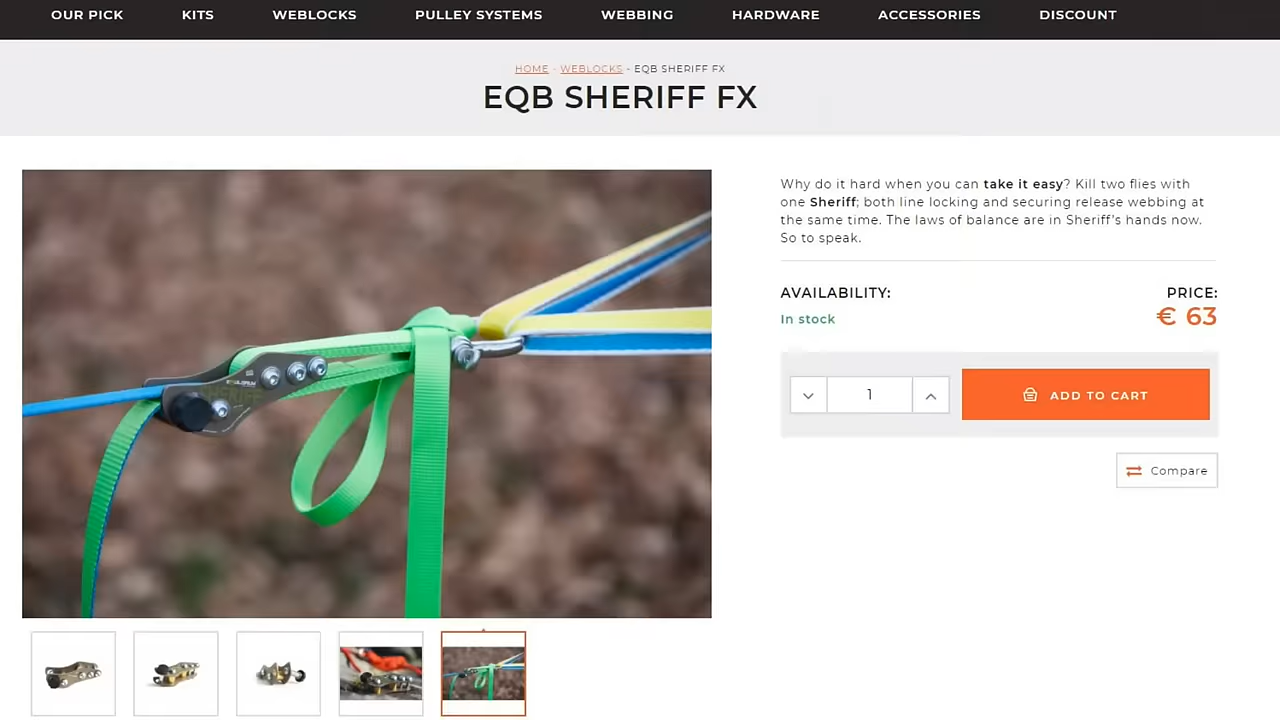 OUR PICK KITS WEBLOCKS PULLEY SYSTEMS WEBBING HARDWARE ACCESSORIES DISCOUNT
HOME - WEBLOCKS - EQB SHERIFF FX
EQB SHERIFF FX
Why do it hard when you can take it easy? Kill two flies with
one Sheriff; both line locking and securing release webbing at
the same time. The laws of balance are in Sheriff's hands now.
So to speak.
AVAILABILITY:
PRICE:
In stock
€ 63
1
ADD TO CART
Compare
SHERIFF